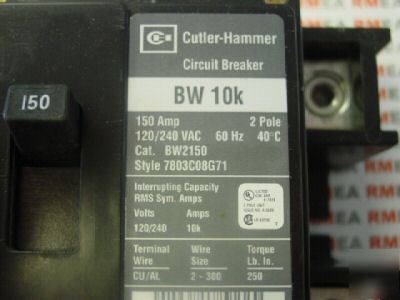 Cutler-Hammer
Circuit Breaker
BW 10k
150
150 Amp 2 Pole
120/240 VAC 60 Hz 40°C
Cat. BW2150
Style 7803C08G71
Interrupting Capacity
RMS Sym. Amps
Volts Amps
120/240 10k
Terminal Wire Torque
Wire Size Lb. In.
CU/AL 2 - 300 250
RMEA RMEA